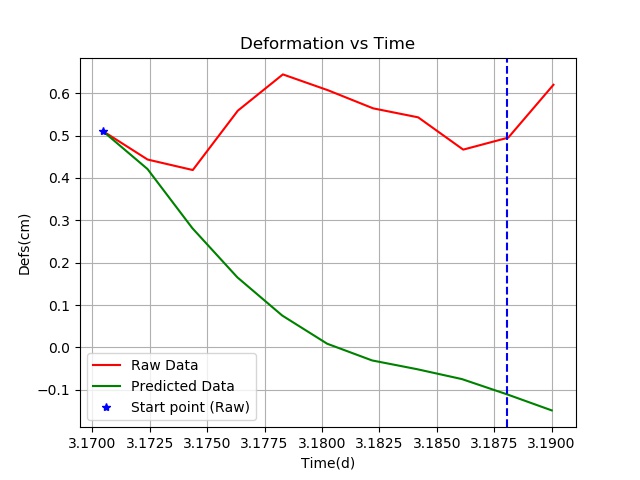 Deformation vs Time
Defs(cm)
0.6
0.5
0.4
0.3
0.2
0.1
0.0
−0.1
Raw Data
Predicted Data
Start point (Raw)
3.1700 3.1725 3.1750 3.1775 3.1800 3.1825 3.1850 3.1875 3.1900
Time(d)